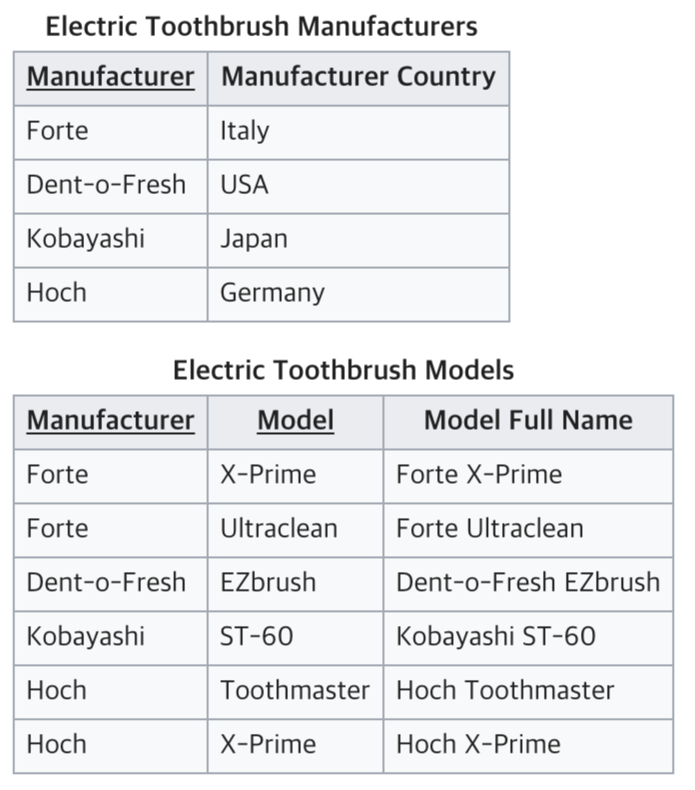 Electric Toothbrush Manufacturers
Manufacturer Manufacturer Country
Forte Italy
Dent-o-Fresh USA
Kobayashi Japan
Hoch Germany
Electric Toothbrush Models
Manufacturer Model Model Full Name
Forte X-Prime Forte X-Prime
Forte Ultraclean Forte Ultraclean
Dent-o-Fresh EZbrush Dent-o-Fresh EZbrush
Kobayashi ST-60 Kobayashi ST-60
Hoch Toothmaster Hoch Toothmaster
Hoch X-Prime Hoch X-Prime